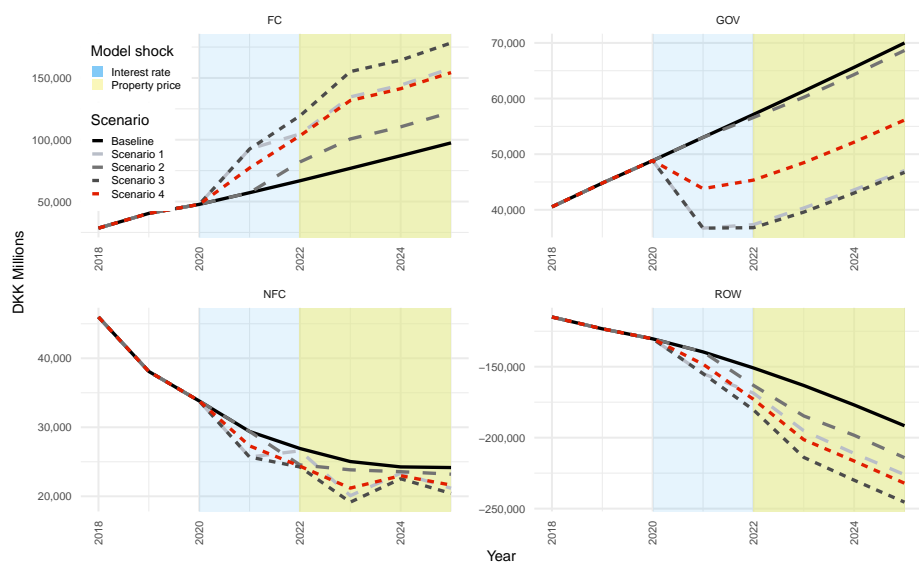 FC
GOV
Model shock
Interest rate
Property price
Scenario
Baseline
Scenario 1
Scenario 2
Scenario 3
Scenario 4
150,000
100,000
50,000
2018
2020
2022
2024
70,000
60,000
50,000
40,000
2018
2020
2022
2024
DKK Millions
NFC
ROW
40,000
30,000
20,000
2018
2020
2022
2024
−150,000
−200,000
−250,000
2018
2020
2022
2024
Year